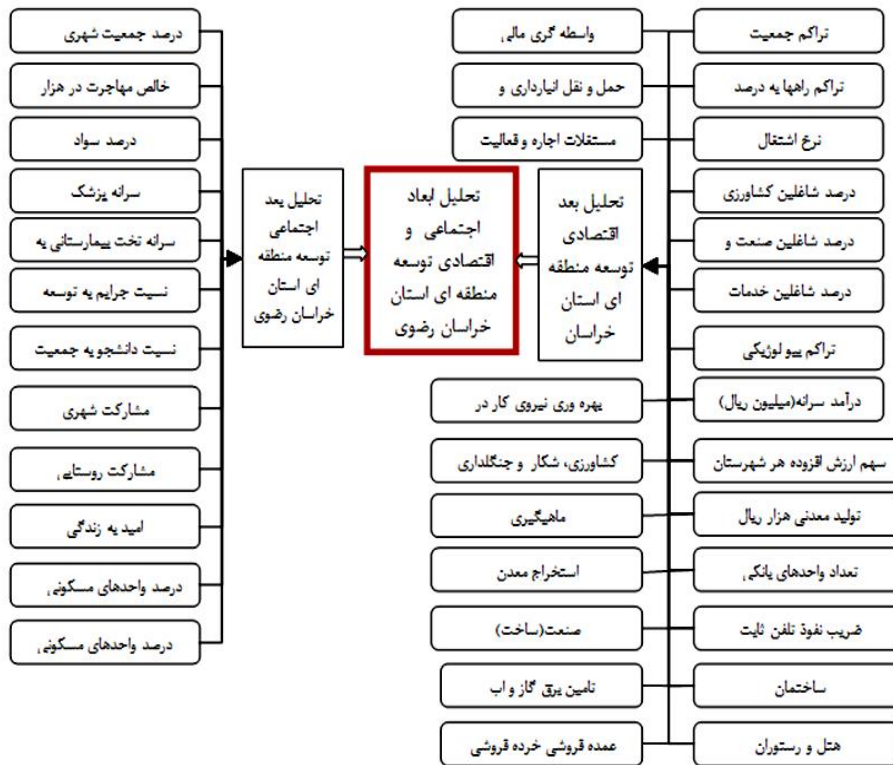 تراکم جمعیت
تراکم راهها به درصد
نرخ اشتغال
درصد شاغلین کشاورزی
درصد شاغلین صنعت و
درصد شاغلین خدمات
تراکم بیولوژیکی
درآمد سرانه(میلیون ریال)
سهم ارزش افزوده هر شهرستان
تولید معدنی هزار ریال
تعداد واحدهای بانکی
ضریب نفوذ تلفن ثابت
ساختمان
هتل و رستوران
واسطه گری مالی
حمل و نقل انبارداری و
مستغلات اجاره و فعالیت
بهره وری نیروی کار در
کشاورزی، شکار و جنگلداری
ماهیگیری
استخراج معدن
صنعت(ساخت)
تامین برق گاز و اب
عمده فروشی خرده فروشی
تحلیل بعد
اقتصادی
توسعه منطقه
ای استان
خراسان
تحلیل ابعاد
اجتماعی و
اقتصادی توسعه
منطقه ای استان
خراسان رضوی
تحلیل بعد
اجتماعی
توسعه منطقه
ای استان
خراسان رضوی
درصد جمعیت شهری
خالص مهاجرت در هزار
درصد سواد
سرانه پزشک
سرانه تخت بیمارستانی به
نسبت جرایم به توسعه
نسبت دانشجو به جمعیت
مشارکت شهری
مشارکت روستایی
امید به زندگی
درصد واحدهای مسکونی
درصد واحدهای مسکونی